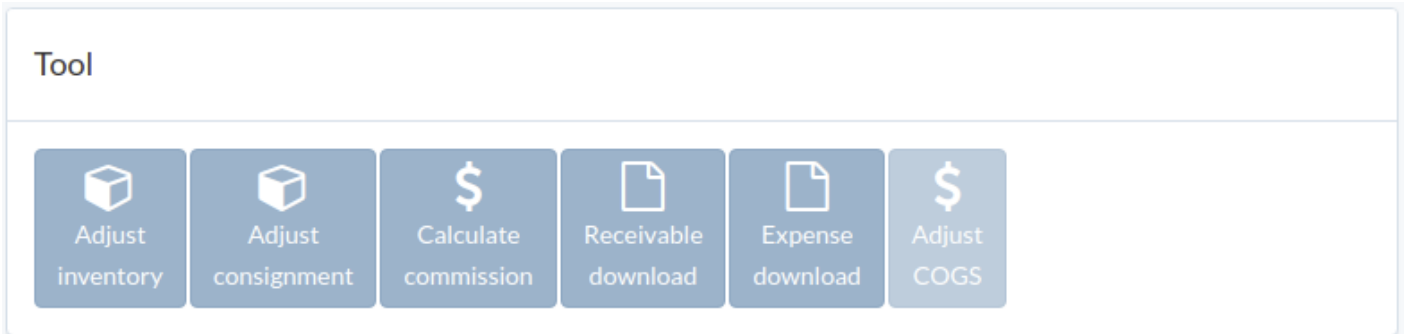 Tool
Adjust
inventory
Adjust
consignment
Calculate
commission
Receivable
download
Expense
download
Adjust
COGS